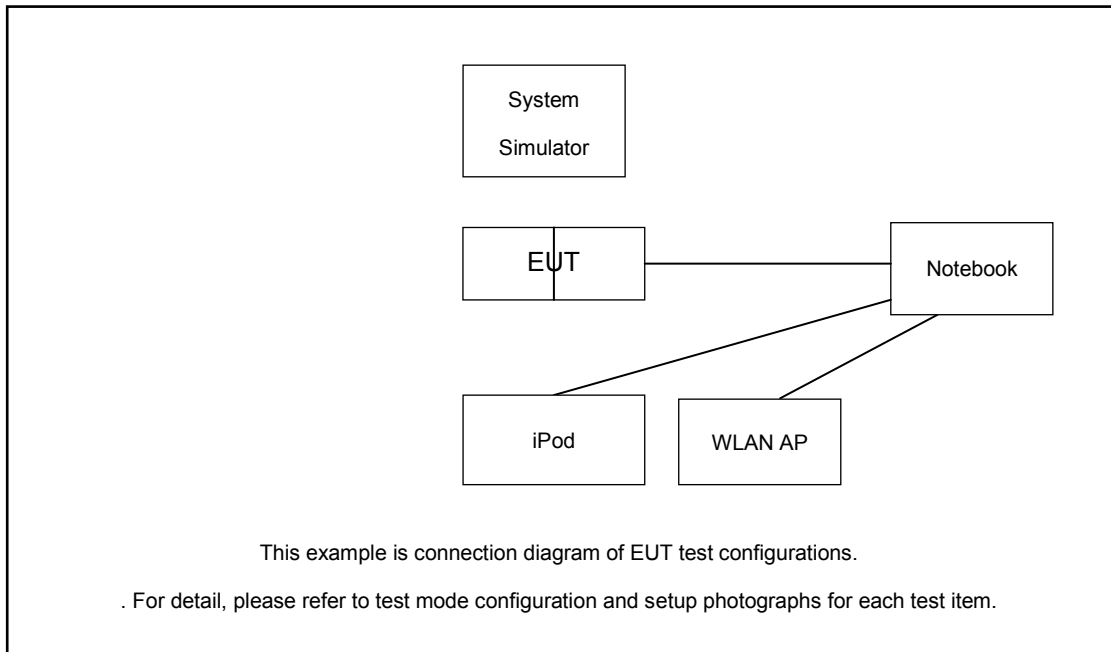 System
Simulator
EUT
Notebook
iPod
WLAN AP
This example is connection diagram of EUT test configurations.
. For detail, please refer to test mode configuration and setup photographs for each test item.